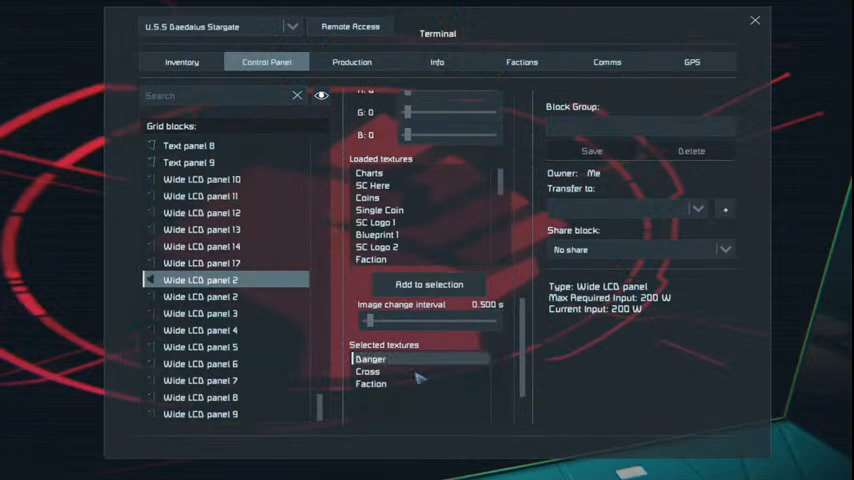 U.S.S Daedalus Stargate
Remote Access
Terminal
Inventory
Control Panel
Production
Info
Factions
Comms
GPS
Search
Grid blocks:
Text panel 8
Text panel 9
Wide LCD panel 10
Wide LCD panel 11
Wide LCD panel 12
Wide LCD panel 13
Wide LCD panel 14
Wide LCD panel 17
Wide LCD panel 2
Wide LCD panel 2
Wide LCD panel 3
Wide LCD panel 4
Wide LCD panel 5
Wide LCD panel 6
Wide LCD panel 7
Wide LCD panel 8
Wide LCD panel 9
G: 0
B: 0
Loaded textures
Charts
SC Here
Coins
Single Coin
SC Logo 1
Blueprint 1
SC Logo 2
Faction
Add to selection
Image change interval 0.500 s
Selected textures
Danger
Cross
Faction
Block Group:
Save
Delete
Owner: Me
Transfer to:
Share block:
No share
Type: Wide LCD panel
Max Required Input: 200 W
Current Input: 200 W